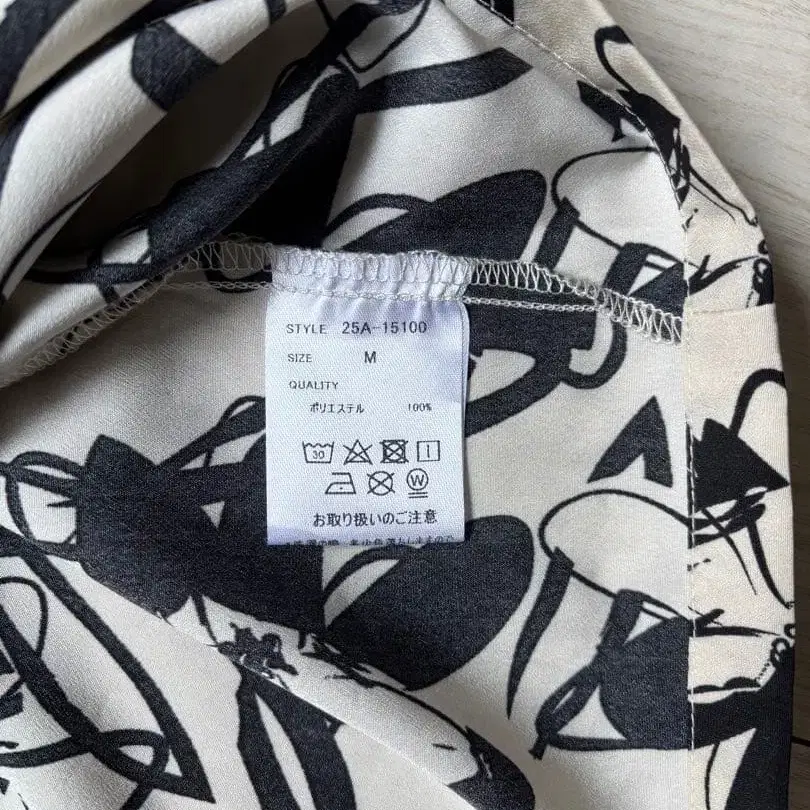 STYLE 25A-15100
SIZE M
QUALITY
ポリエステル 100%
30
W
お取り扱いのご注意